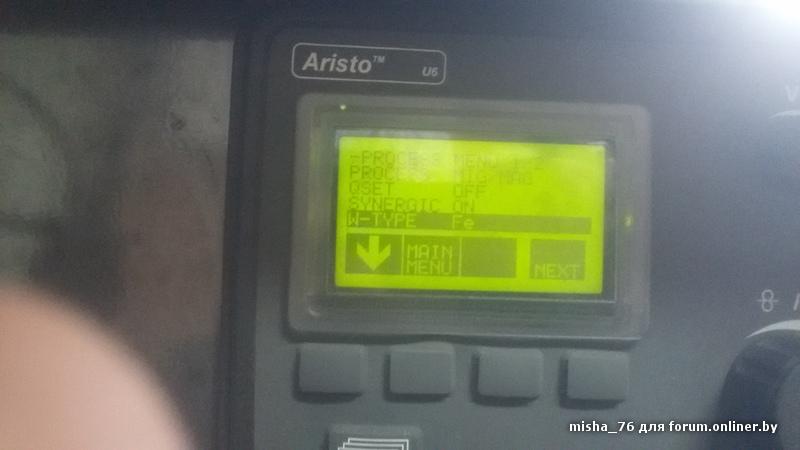 Aristo™
U6
PROCESS MENU 1
PROCESS MIG/MAG
QSET OFF
SYNERGIC ON
W-TYPE Fe
MAIN
MENU
NEXT
V
misha_76 для forum.onliner.by